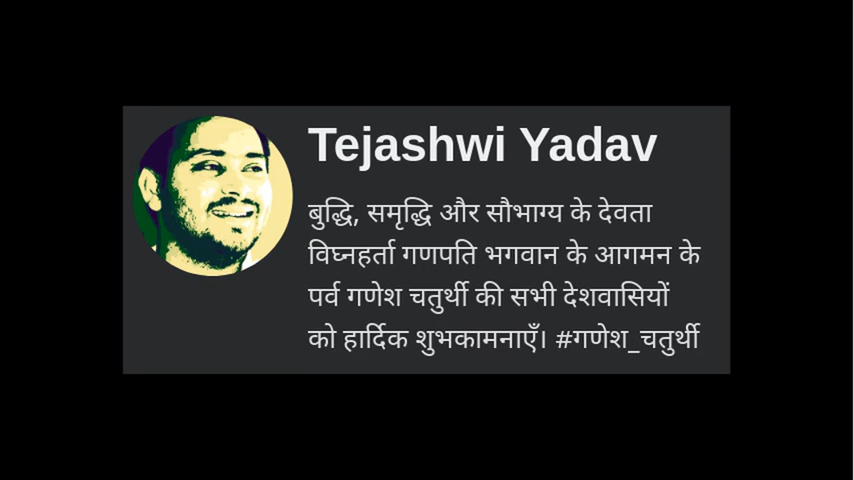 Tejashwi Yadav
बुद्धि, समृद्धि और सौभाग्य के देवता
विघ्नहर्ता गणपति भगवान के आगमन के
पर्व गणेश चतुर्थी की सभी देशवासियों
को हार्दिक शुभकामनाएँ। #गणेश_चतुर्थी